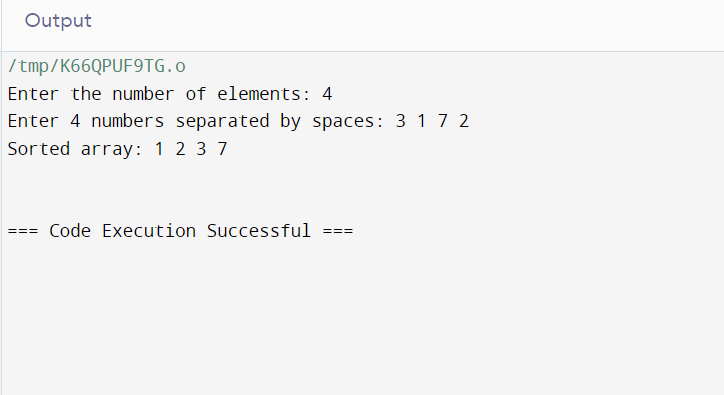 Output
/tmp/K66QPUF9TG.o
Enter the number of elements: 4
Enter 4 numbers separated by spaces: 3 1 7 2
Sorted array: 1 2 3 7
=== Code Execution Successful ===